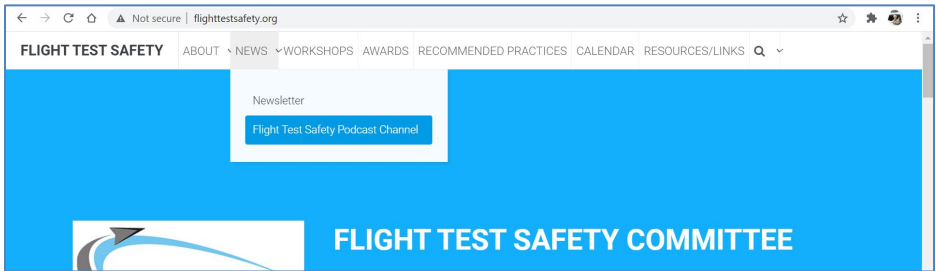 Not secure | flighttestsafety.org
FLIGHT TEST SAFETY ABOUT NEWS WORKSHOPS AWARDS RECOMMENDED PRACTICES CALENDAR RESOURCES/LINKS
Newsletter
Flight Test Safety Podcast Channel
FLIGHT TEST SAFETY COMMITTEE